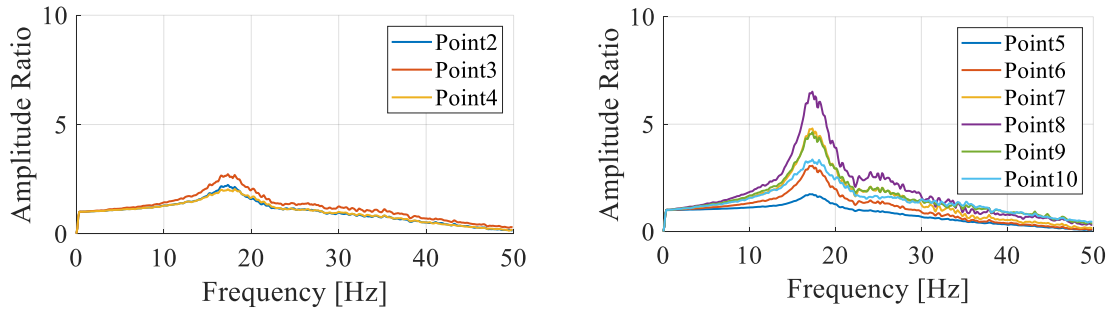 10
5
0
Amplitude Ratio
Point2
Point3
Point4
0 10 20 30 40 50
Frequency [Hz]
10
5
0
Amplitude Ratio
Point5
Point6
Point7
Point8
Point9
Point10
0 10 20 30 40 50
Frequency [Hz]